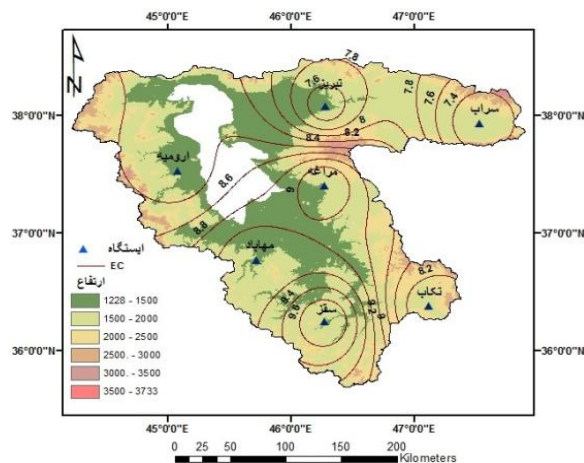 45°0'0"E 46°0'0"E 47°0'0"E
N
7.8
7.6
تبریز
7.8
7.6
7.4
سراب
38°0'0"N
38°0'0"N
8
8.2
8.4
ارومیه
8.6
مراغه
9
37°0'0"N
37°0'0"N
8.8
مهاباد
ایستگاه
EC
ارتفاع
8.2
تکاب
9.4
9.6
9.2
9
سقز
1228 - 1500
1500 - 2000
2000 - 2500
2500. - 3000
3000. - 3500
3500 - 3733
36°0'0"N
36°0'0"N
45°0'0"E 46°0'0"E 47°0'0"E
0 25 50 100 150 200
Kilometers